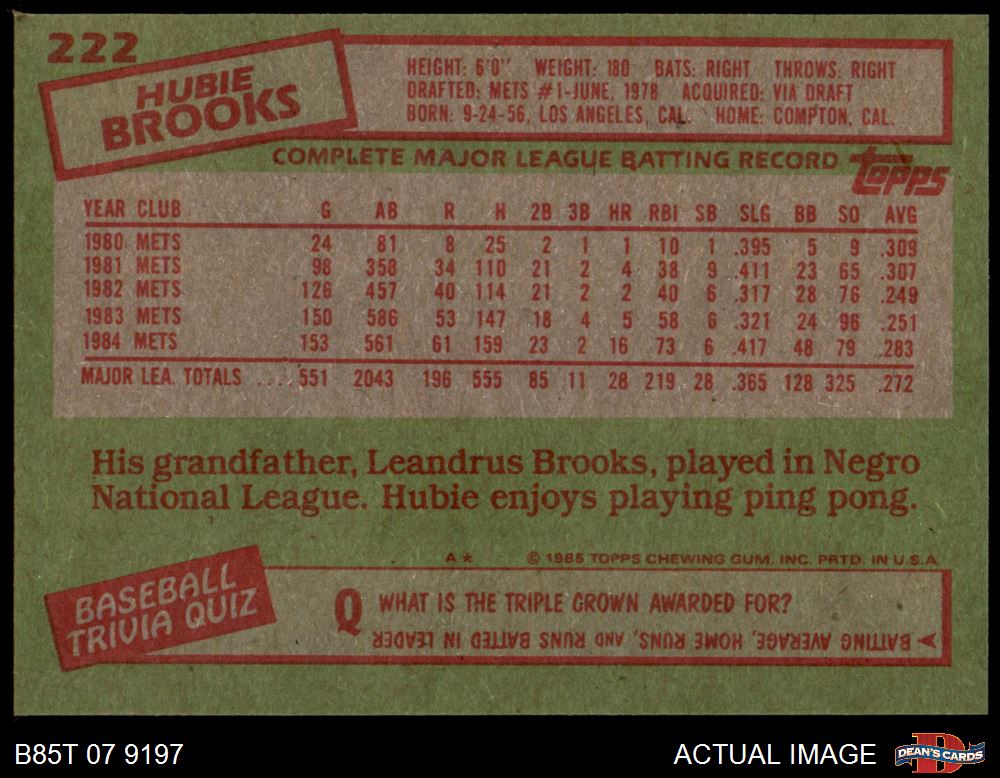 222
HUBIE
BROOKS
HEIGHT: 6'0" WEIGHT: 180 BATS: RIGHT THROWS: RIGHT
DRAFTED: METS #1-JUNE, 1978 ACQUIRED: VIA DRAFT
BORN: 9-24-56, LOS ANGELES, CAL. HOME: COMPTON, CAL.
COMPLETE MAJOR LEAGUE BATTING RECORD
topps
YEAR CLUB G AB R H 2B 3B HR RBI SB SLG BB SO AVG
1980 METS 24 81 8 25 2 1 1 10 1 .395 5 9 .309
1981 METS 98 358 34 110 21 2 4 38 9 .411 23 65 .307
1982 METS 126 457 40 114 21 2 2 40 6 .317 28 76 .249
1983 METS 150 586 53 147 18 4 5 58 6 .321 24 96 .251
1984 METS 153 561 61 159 23 2 16 73 6 .417 48 79 .283
MAJOR LEA. TOTALS .... 551 2043 196 555 85 11 28 219 28 .365 128 325 .272
His grandfather, Leandrus Brooks, played in Negro
National League. Hubie enjoys playing ping pong.
A* © 1985 TOPPS CHEWING GUM, INC. PRTD. IN U.S.A.
BASEBALL
TRIVIA QUIZ
Q WHAT IS THE TRIPLE CROWN AWARDED FOR?
A BATTING AVERAGE, HOME RUNS, AND RUNS BATTED IN LEADER
B85T 07 9197
ACTUAL IMAGE
DEAN'S CARDS